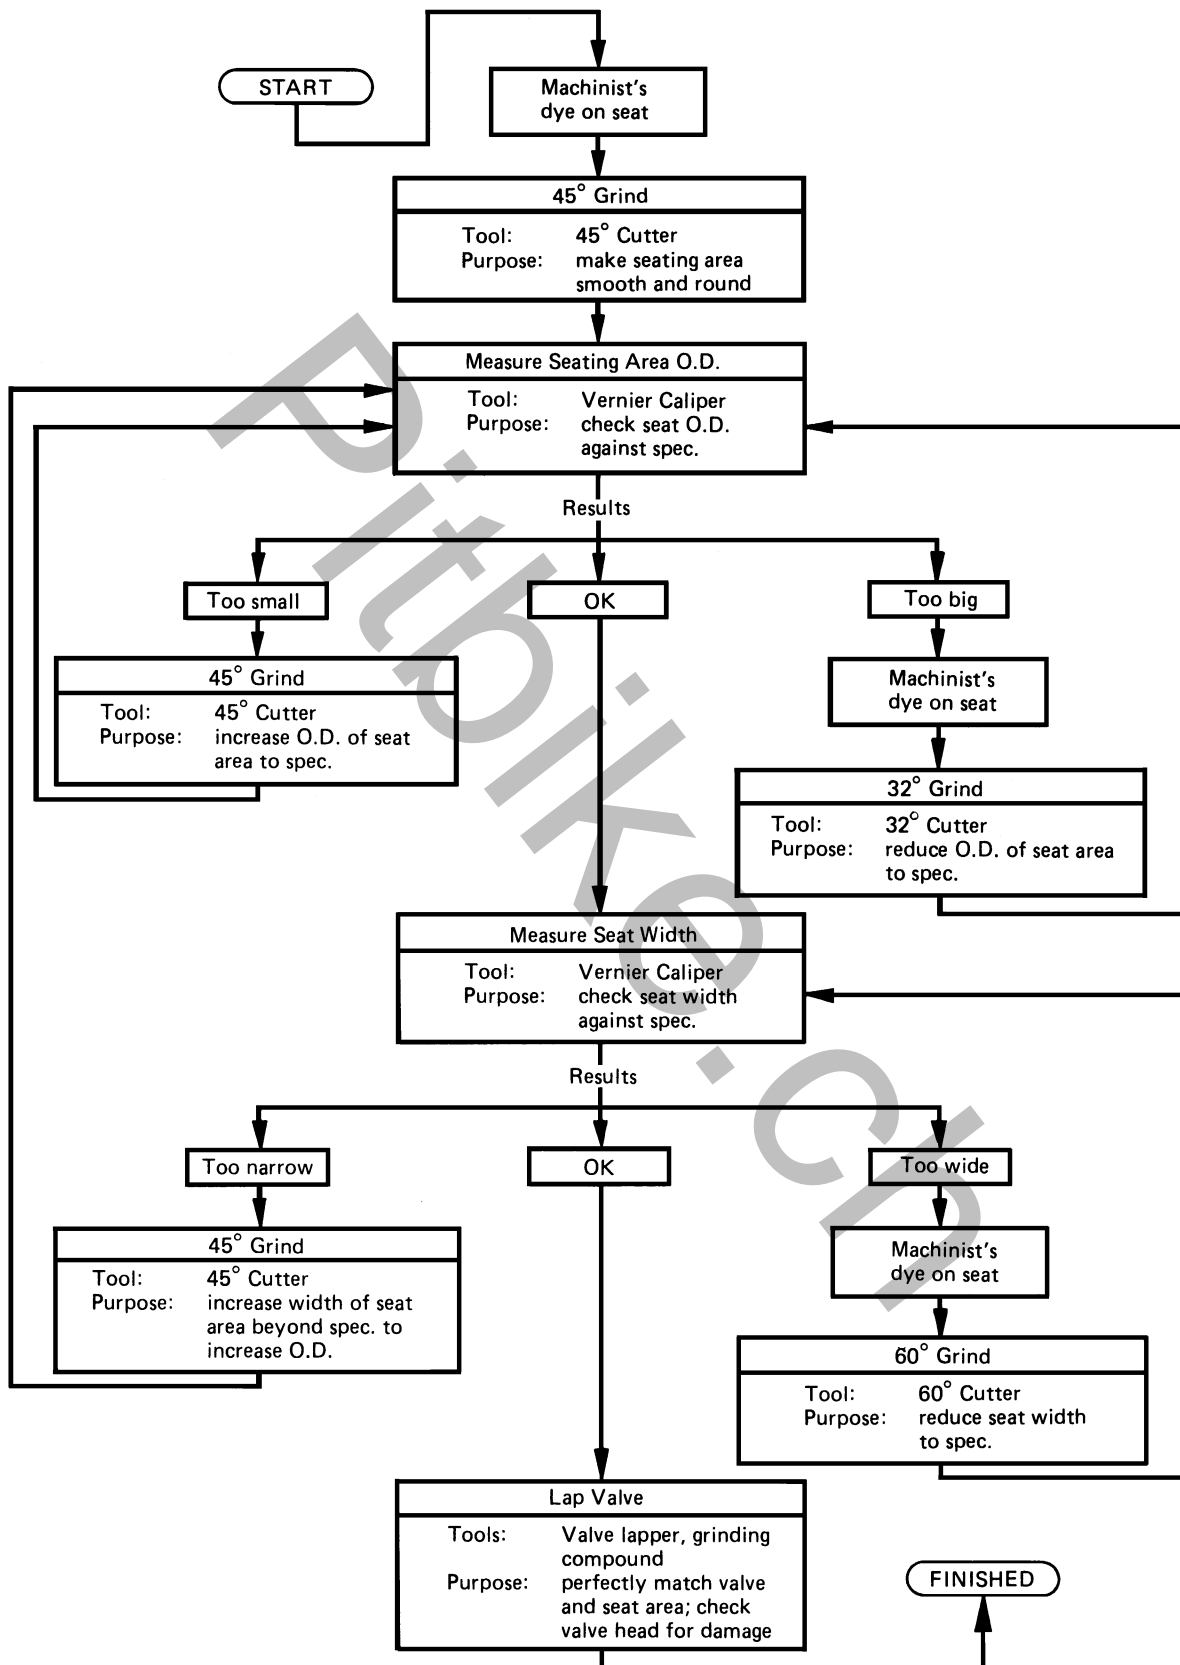 START
Machinist's
dye on seat
45° Grind
Tool: 45° Cutter
Purpose: make seating area
smooth and round
Measure Seating Area O.D.
Tool: Vernier Caliper
Purpose: check seat O.D.
against spec.
Results
Too small
OK
Too big
45° Grind
Tool: 45° Cutter
Purpose: increase O.D. of seat
area to spec.
Machinist's
dye on seat
32° Grind
Tool: 32° Cutter
Purpose: reduce O.D. of seat area
to spec.
Measure Seat Width
Tool: Vernier Caliper
Purpose: check seat width
against spec.
Results
Too narrow
OK
Too wide
45° Grind
Tool: 45° Cutter
Purpose: increase width of seat
area beyond spec. to
increase O.D.
Machinist's
dye on seat
60° Grind
Tool: 60° Cutter
Purpose: reduce seat width
to spec.
Lap Valve
Tools: Valve lapper, grinding
compound
Purpose: perfectly match valve
and seat area; check
valve head for damage
FINISHED
Pitbike.ch